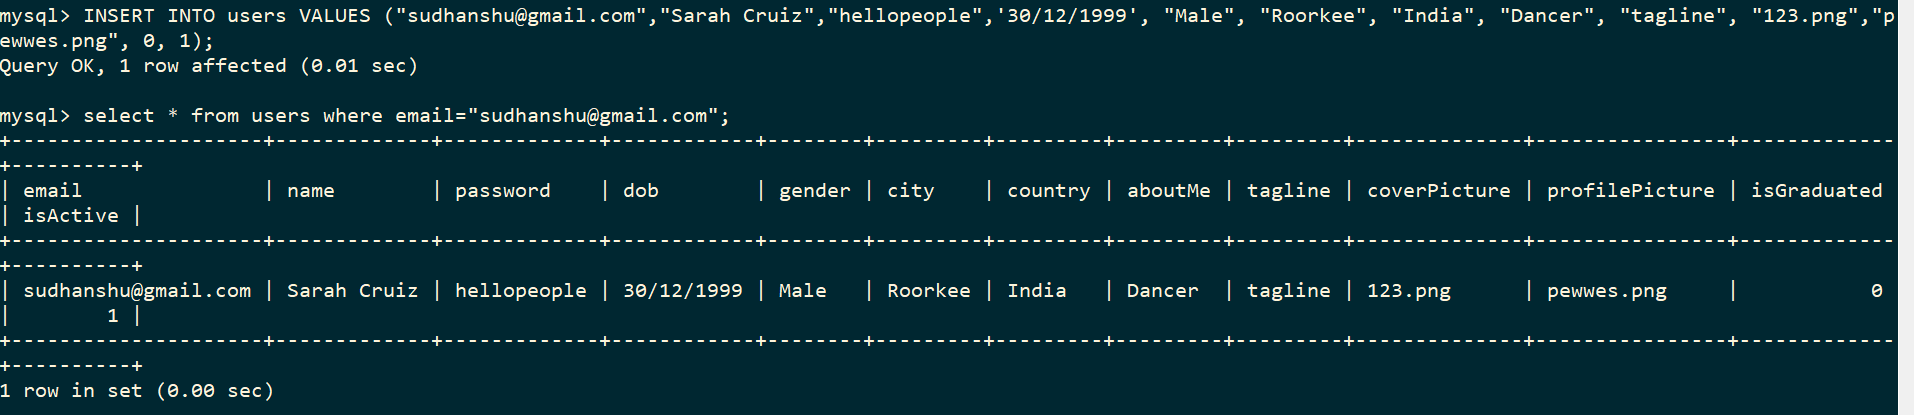 mysql> INSERT INTO users VALUES ("sudhanshu@gmail.com","Sarah Cruiz","hellopeople",'30/12/1999', "Male", "Roorkee", "India", "Dancer", "tagline", "123.png","p
ewwes.png", 0, 1);
Query OK, 1 row affected (0.01 sec)
mysql> select * from users where email="sudhanshu@gmail.com";
+---------------------+-------------+-------------+------------+--------+---------+---------+---------+---------+--------------+----------------+-------------
+----------+
| email               | name        | password    | dob        | gender | city    | country | aboutMe | tagline | coverPicture | profilePicture | isGraduated
| isActive |
+---------------------+-------------+-------------+------------+--------+---------+---------+---------+---------+--------------+----------------+-------------
+----------+
| sudhanshu@gmail.com | Sarah Cruiz | hellopeople | 30/12/1999 | Male   | Roorkee | India   | Dancer  | tagline | 123.png      | pewwes.png     |           0
|        1 |
+---------------------+-------------+-------------+------------+--------+---------+---------+---------+---------+--------------+----------------+-------------
+----------+
1 row in set (0.00 sec)